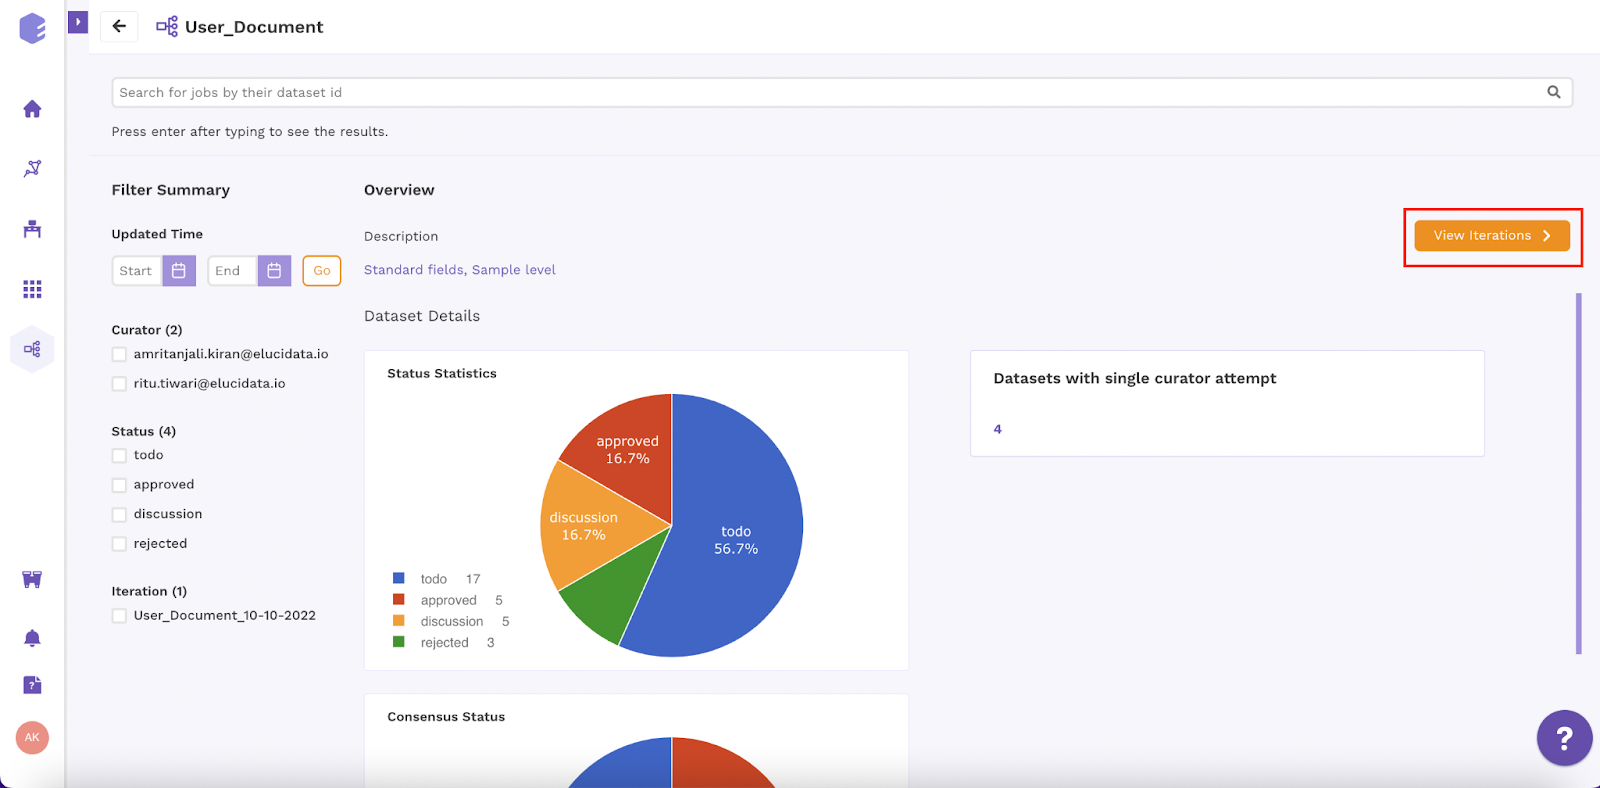 User_Document
Search for jobs by their dataset id
Press enter after typing to see the results.
Filter Summary
Updated Time
Start
End
Go
Curator (2)
amritanjali.kiran@elucidata.io
ritu.tiwari@elucidata.io
Status (4)
todo
approved
discussion
rejected
Iteration (1)
User_Document_10-10-2022
Overview
View Iterations
Description
Standard fields, Sample level
Dataset Details
Status Statistics
approved
16.7%
discussion
16.7%
todo
56.7%
todo 17
approved 5
discussion 5
rejected 3
Datasets with single curator attempt
4
Consensus Status
AK
?
?